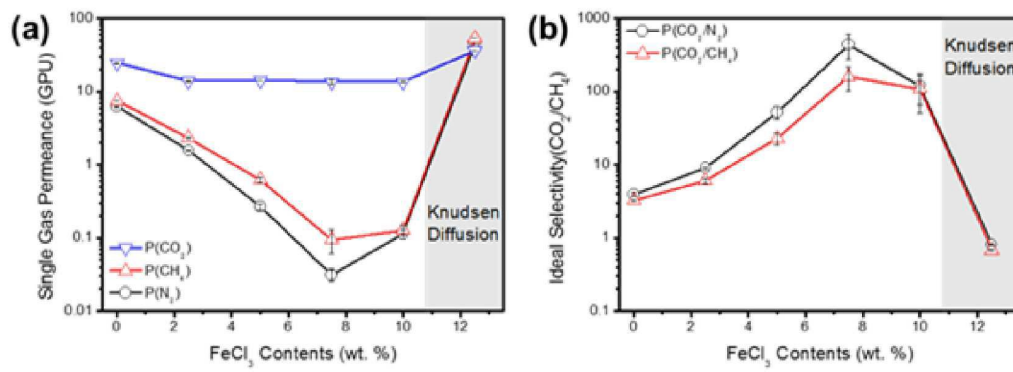 (a)
Single Gas Permeance (GPU)
100
10
1
0.1
0.01
P(CO₂)
P(CH₄)
P(N₂)
Knudsen
Diffusion
0 2 4 6 8 10 12
FeCl₃ Contents (wt. %)
(b)
Ideal Selectivity(CO₂/CH₄)
1000
100
10
1
0.1
P(CO₂/N₂)
P(CO₂/CH₄)
Knudsen
Diffusion
0 2 4 6 8 10 12
FeCl₃ Contents (wt. %)